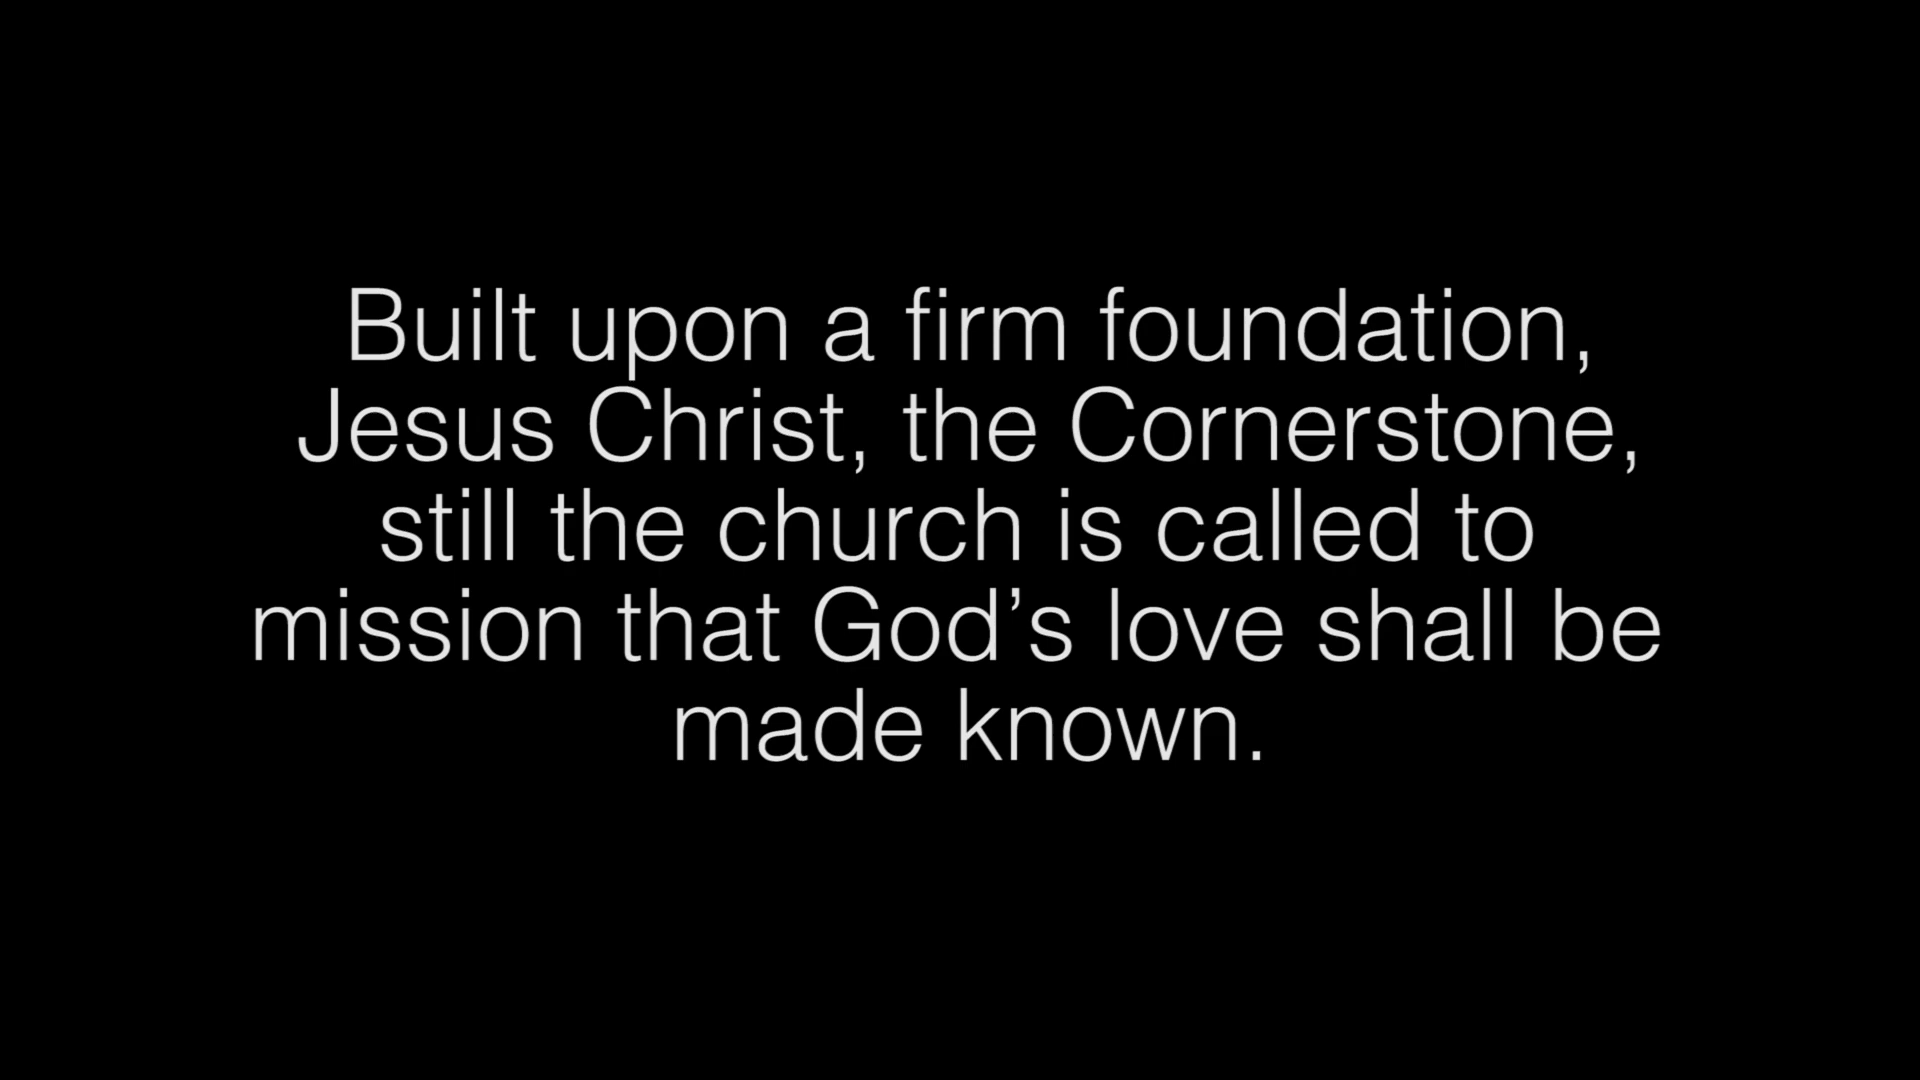 Built upon a firm foundation,
Jesus Christ, the Cornerstone,
still the church is called to
mission that God’s love shall be
made known.